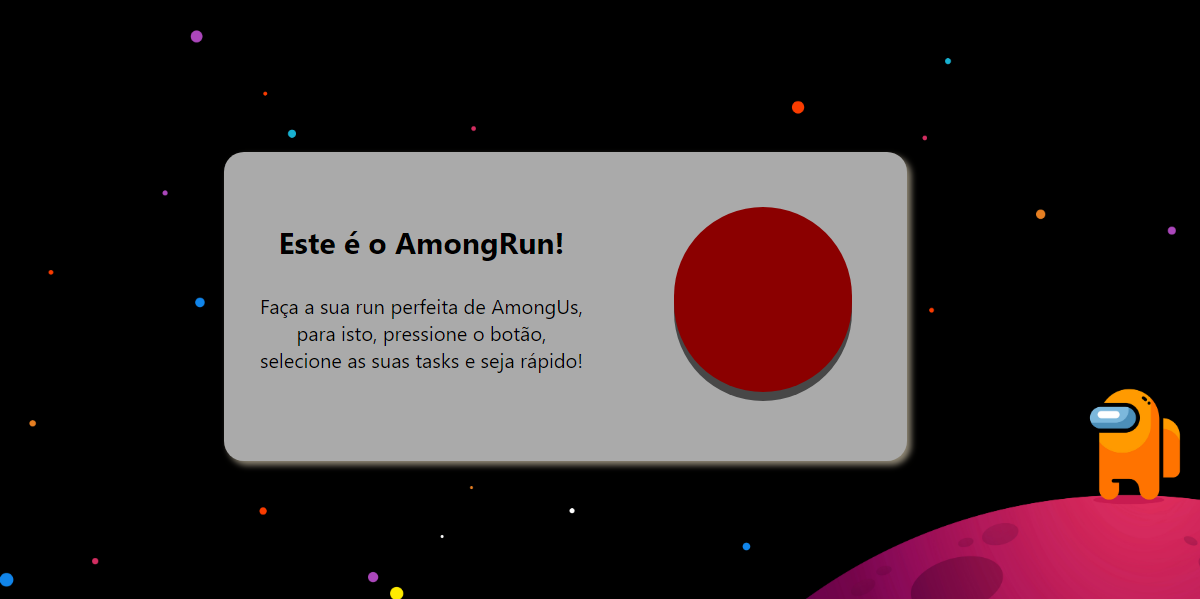 Este é o AmongRun!
Faça a sua run perfeita de AmongUs,
para isto, pressione o botão,
selecione as suas tasks e seja rápido!